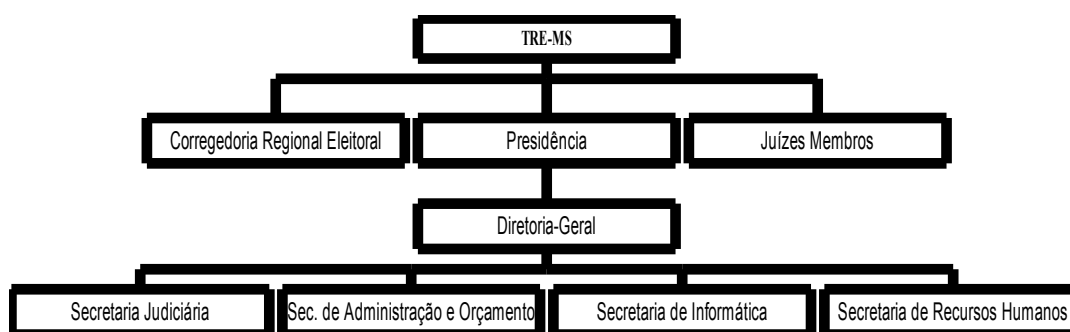 TRE-MS
Corregedoria Regional Eleitoral
Presidência
Juízes Membros
Diretoria-Geral
Secretaria Judiciária
Sec. de Administração e Orçamento
Secretaria de Informática
Secretaria de Recursos Humanos